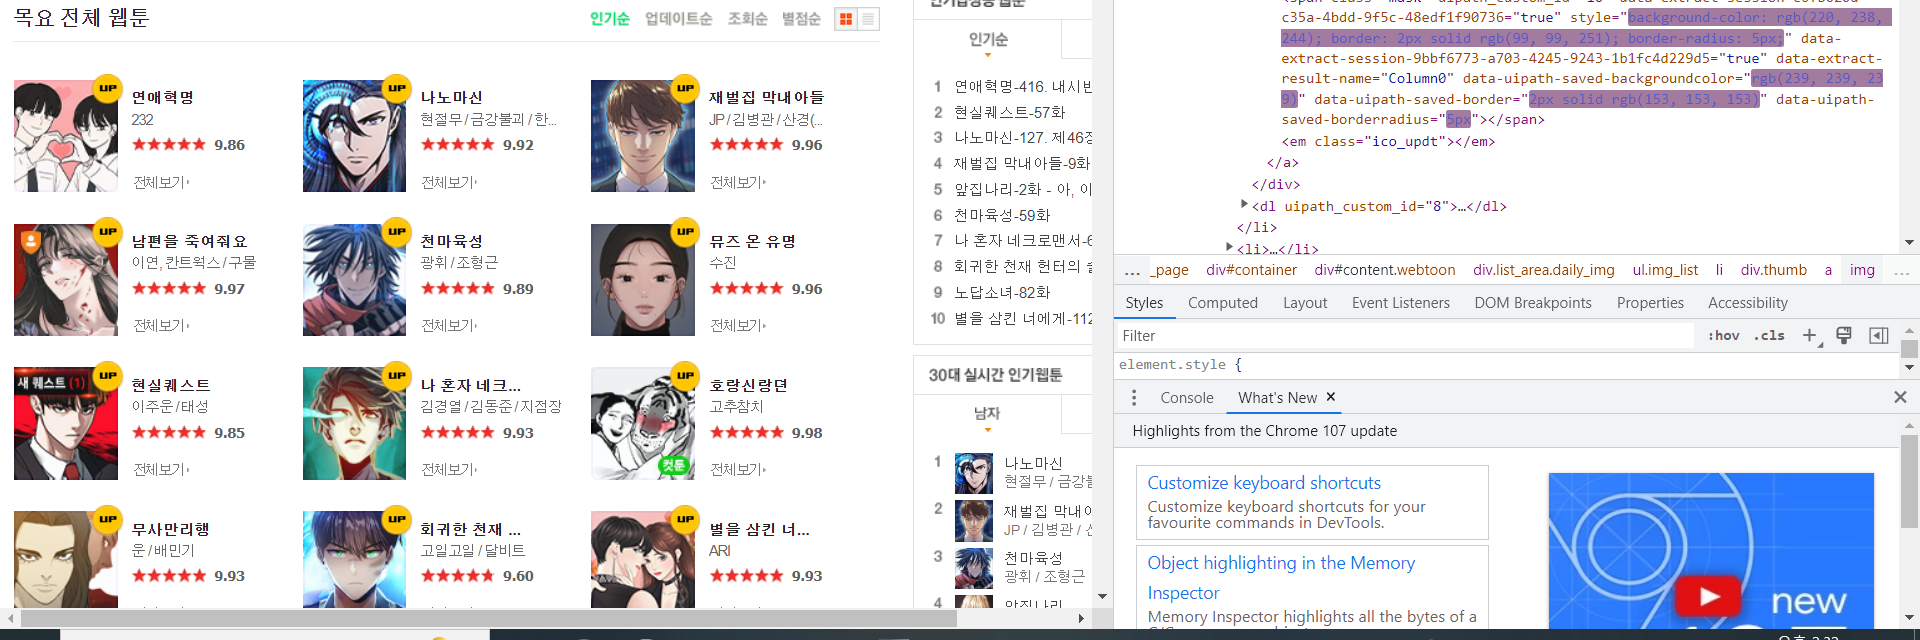 목요 전체 웹툰
인기순 업데이트순 조회순 별점순
UP
연애혁명
232
9.86
전체보기
UP
나노마신
현절무 / 금강불괴 / 한...
9.92
전체보기
UP
재벌집 막내아들
JP / 김병관 / 산경(...
9.96
전체보기
UP
남편을 죽여줘요
이연, 칸트웍스 / 구물
9.97
전체보기
UP
천마육성
광휘 / 조형근
9.89
전체보기
UP
뮤즈 온 유명
수진
9.96
전체보기
새 퀘스트 (1)
UP
현실퀘스트
이주운 / 태성
9.85
전체보기
UP
나 혼자 네크...
김경열 / 김동준 / 지점장
9.93
전체보기
UP
컷툰
호랑신랑뎐
고추참치
9.98
전체보기
UP
무사만리행
운 / 배민기
9.93
UP
회귀한 천재 ...
고일고일 / 달비트
9.60
UP
별을 삼킨 너...
ARI
9.93
인기순
1 연애혁명-416. 내시반
2 현실퀘스트-57화
3 나노마신-127. 제46장
4 재벌집 막내아들-9화
5 앞집나리-2화 - 아, 이
6 천마육성-59화
7 나 혼자 네크로맨서-6
8 회귀한 천재 헌터의 슬
9 노답소녀-82화
10 별을 삼킨 너에게-112
30대 실시간 인기웹툰
남자
1 나노마신
현절무 / 금강불
2 재벌집 막내아
JP / 김병관 / 산
3 천마육성
광휘 / 조형근
4 앞집나리
c35a-4bdd-9f5c-48edf1f90736="true" style="background-color: rgb(220, 238,
244); border: 2px solid rgb(99, 99, 251); border-radius: 5px;" data-
extract-session-9bbf6773-a703-4245-9243-1b1fc4d229d5="true" data-extract-
result-name="Column0" data-uipath-saved-backgroundcolor="rgb(239, 239, 23
9)" data-uipath-saved-border="2px solid rgb(153, 153, 153)" data-uipath-
saved-borderradius="5px"></span>
<em class="ico_updt"></em>
</a>
</div>
<dl uipath_custom_id="8">…</dl>
</li>
<li>…</li>
... _page div#container div#content.webtoon div.list_area.daily_img ul.img_list li div.thumb a img ...
Styles Computed Layout Event Listeners DOM Breakpoints Properties Accessibility
Filter :hov .cls +
element.style {
Console What's New ×
Highlights from the Chrome 107 update
Customize keyboard shortcuts
Customize keyboard shortcuts for your
favourite commands in DevTools.
Object highlighting in the Memory
Inspector
Memory Inspector highlights all the bytes of a
new